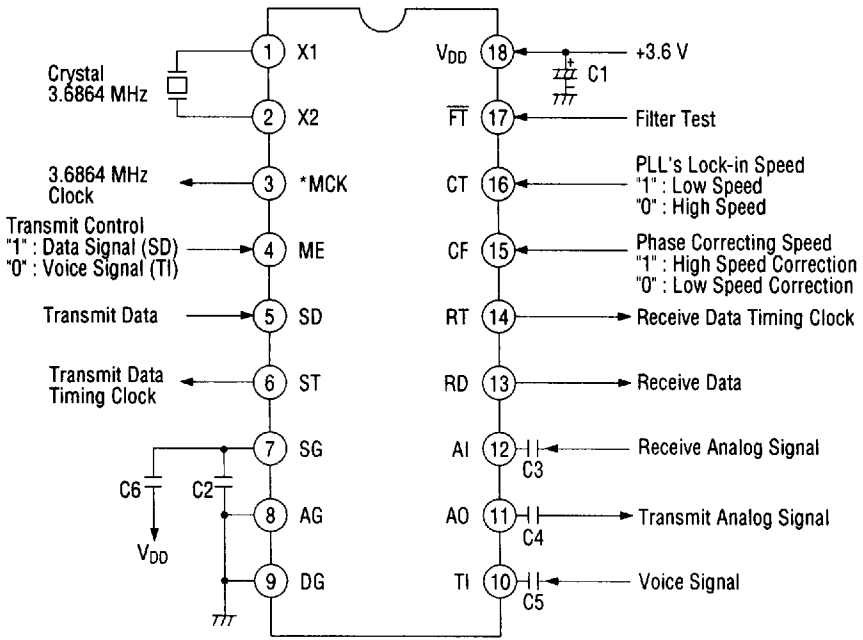 Crystal
3.6864 MHz
3.6864 MHz
Clock
Transmit Control
"1" : Data Signal (SD)
"0" : Voice Signal (TI)
Transmit Data
Transmit Data
Timing Clock
C6
C2
VDD
1 X1
2 X2
3 *MCK
4 ME
5 SD
6 ST
7 SG
8 AG
9 DG
VDD 18
FT 17
CT 16
CF 15
RT 14
RD 13
AI 12
AO 11
TI 10
+3.6 V
+
C1
Filter Test
PLL's Lock-in Speed
"1" : Low Speed
"0" : High Speed
Phase Correcting Speed
"1" : High Speed Correction
"0" : Low Speed Correction
Receive Data Timing Clock
Receive Data
Receive Analog Signal
C3
Transmit Analog Signal
C4
Voice Signal
C5